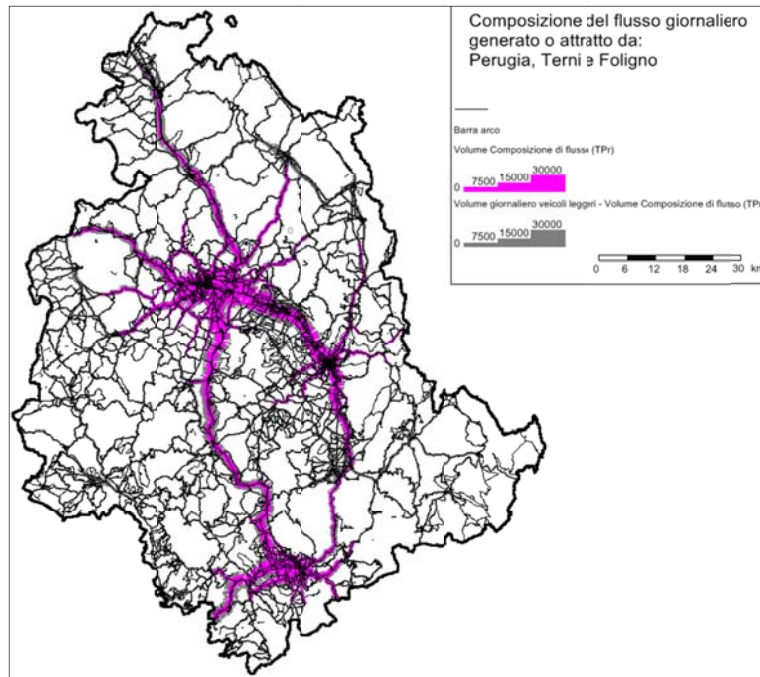 Composizione del flusso giornaliero
generato o attratto da:
Perugia, Terni e Foligno
Barra arco
Volume Composizione di flusso (TPr)
0 7500 15000 30000
Volume giornaliero veicoli leggeri - Volume Composizione di flusso (TPr
0 7500 15000 30000
0 6 12 18 24 30 km